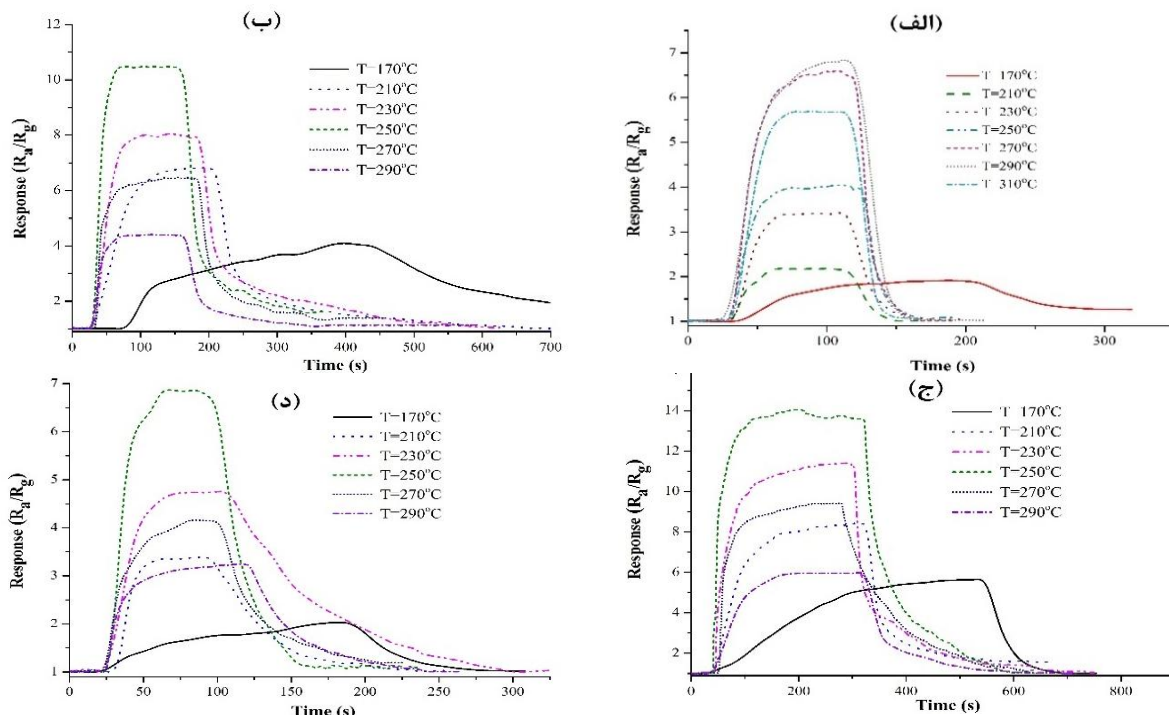 (ب)
Response (Rₐ/R_g)
12
10
8
6
4
2
T=170°C
T=210°C
T=230°C
T=250°C
T=270°C
T=290°C
0 100 200 300 400 500 600 700
Time (s)
(الف)
Response (Rₐ/R_g)
7
6
5
4
3
2
1
T 170°C
T=210°C
T 230°C
T=250°C
T 270°C
T=290°C
T 310°C
0 100 200 300
Time (s)
(د)
Response (Rₐ/R_g)
7
6
5
4
3
2
1
T=170°C
T=210°C
T=230°C
T=250°C
T=270°C
T=290°C
0 50 100 150 200 250 300
Time (s)
(ج)
Response (Rₐ/R_g)
14
12
10
8
6
4
2
T 170°C
T 210°C
T 230°C
T 250°C
T=270°C
T=290°C
0 200 400 600 800
Time (s)